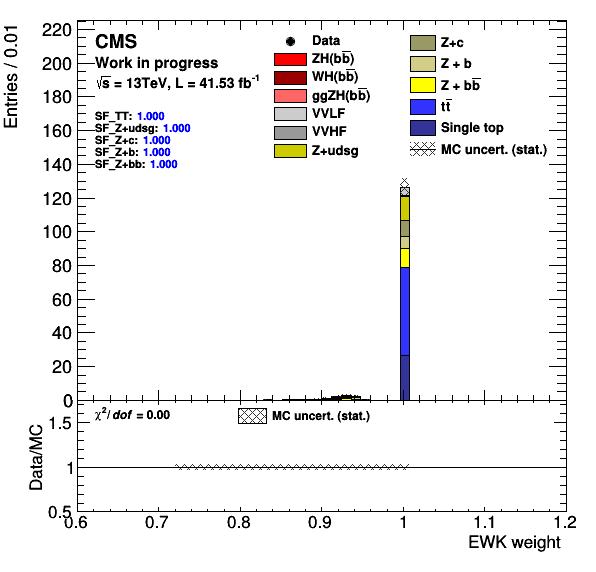 CMS
Work in progress
√s = 13TeV, L = 41.53 fb⁻¹
SF_TT: 1.000
SF_Z+udsg: 1.000
SF_Z+c: 1.000
SF_Z+b: 1.000
SF_Z+bb: 1.000
Data
ZH(bb̅)
WH(bb̅)
ggZH(bb̅)
VVLF
VVHF
Z+udsg
Z+c
Z + b
Z + bb̅
tt̅
Single top
MC uncert. (stat.)
Entries / 0.01
220
200
180
160
140
120
100
80
60
40
20
0
χ²/dof = 0.00
MC uncert. (stat.)
Data/MC
1.5
1
0.5
0.6 0.7 0.8 0.9 1 1.1 1.2
EWK weight